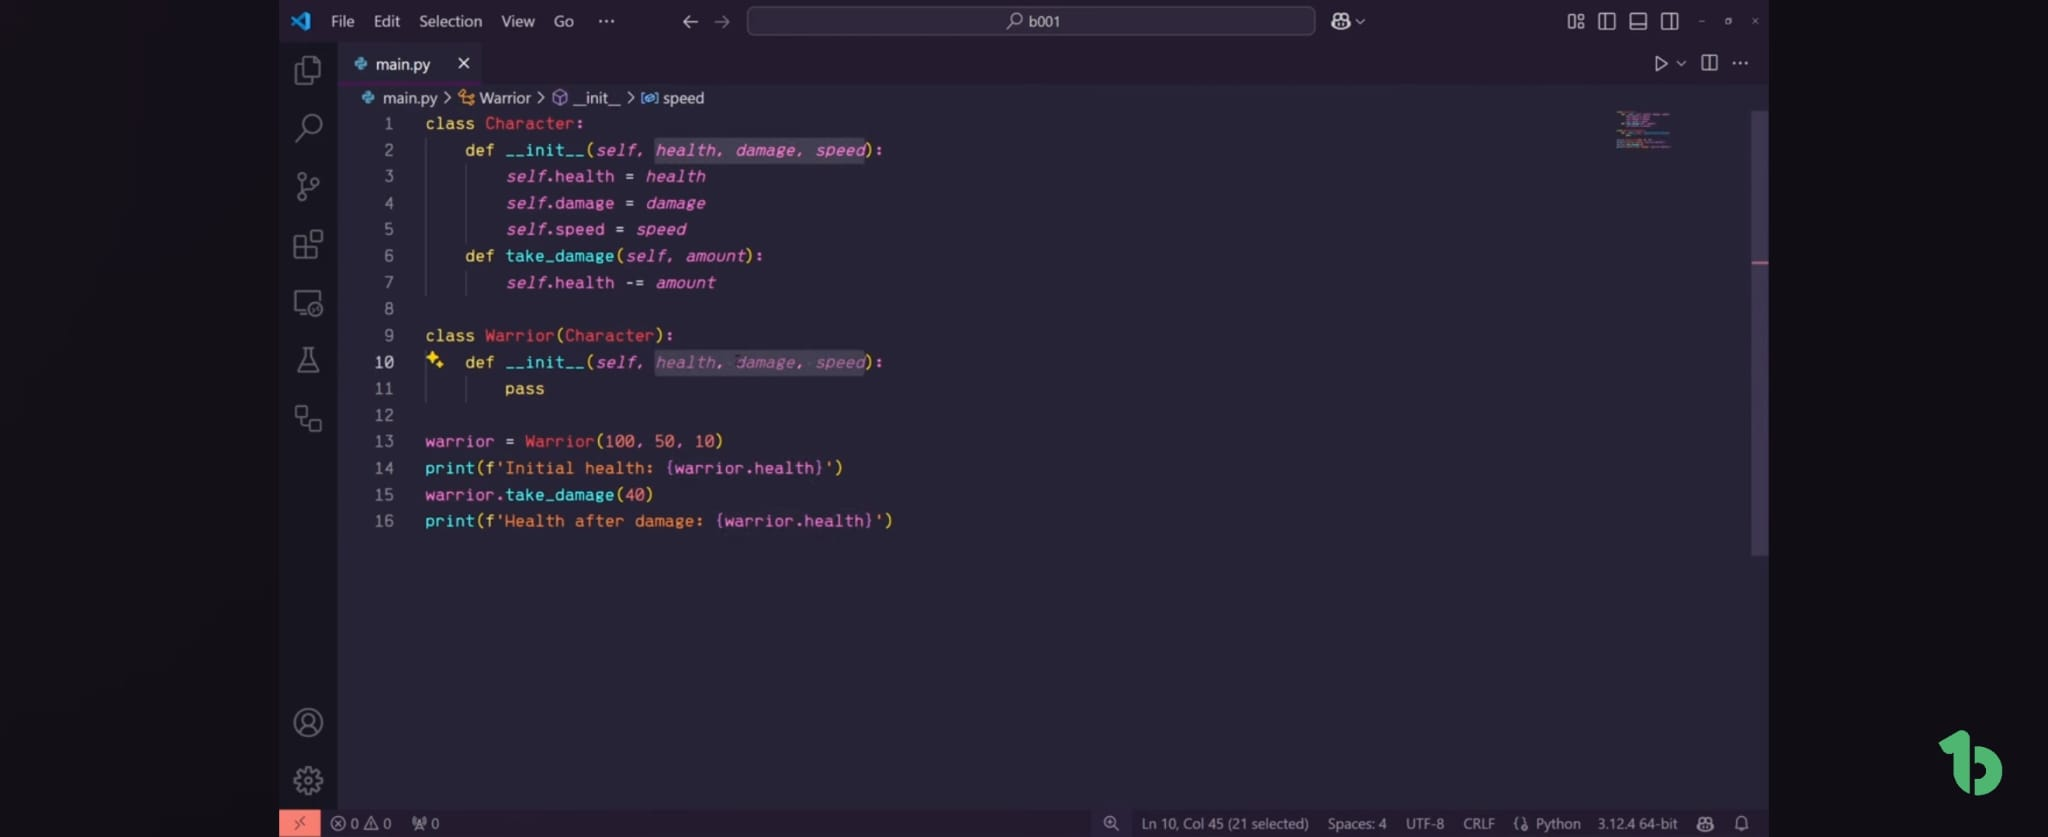 File Edit Selection View Go ··· b001
main.py
main.py > Warrior > __init__ > speed
1 class Character:
2 def __init__(self, health, damage, speed):
3 self.health = health
4 self.damage = damage
5 self.speed = speed
6 def take_damage(self, amount):
7 self.health -= amount
8
9 class Warrior(Character):
10 def __init__(self, health, damage, speed):
11 pass
12
13 warrior = Warrior(100, 50, 10)
14 print(f'Initial health: {warrior.health}')
15 warrior.take_damage(40)
16 print(f'Health after damage: {warrior.health}')
0 0 0 Ln 10, Col 45 (21 selected) Spaces: 4 UTF-8 CRLF {} Python 3.12.4 64-bit
1b